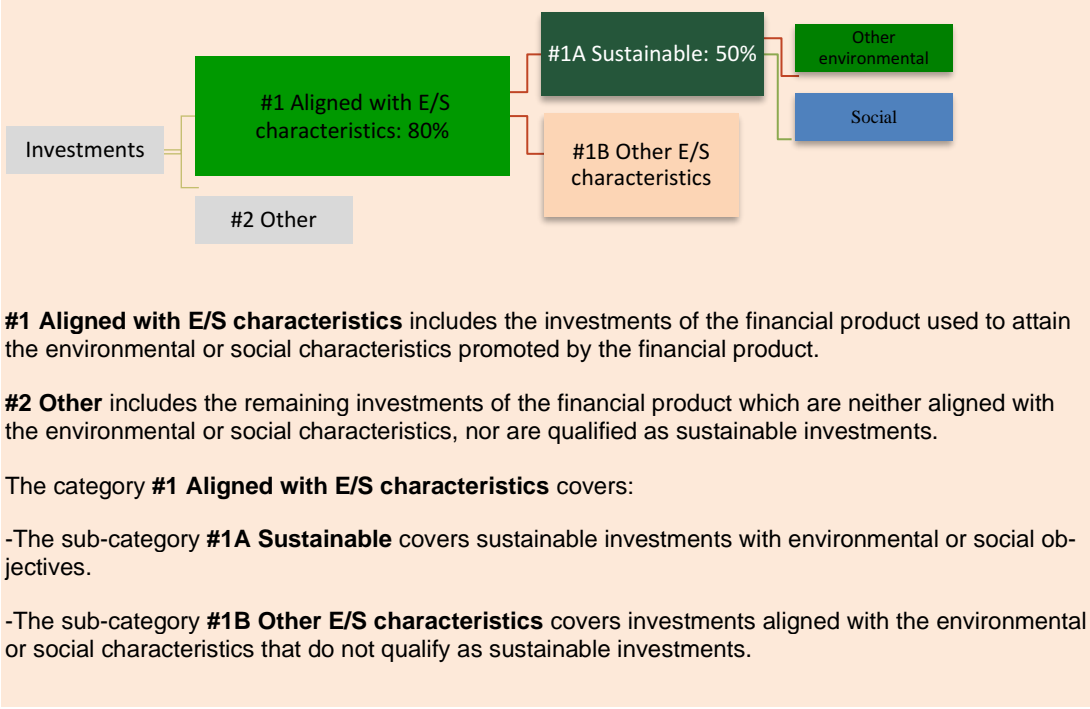 Investments
#1 Aligned with E/S
characteristics: 80%
#2 Other
#1A Sustainable: 50%
#1B Other E/S
characteristics
Other
environmental
Social
#1 Aligned with E/S characteristics includes the investments of the financial product used to attain
the environmental or social characteristics promoted by the financial product.
#2 Other includes the remaining investments of the financial product which are neither aligned with
the environmental or social characteristics, nor are qualified as sustainable investments.
The category #1 Aligned with E/S characteristics covers:
-The sub-category #1A Sustainable covers sustainable investments with environmental or social ob-
jectives.
-The sub-category #1B Other E/S characteristics covers investments aligned with the environmental
or social characteristics that do not qualify as sustainable investments.